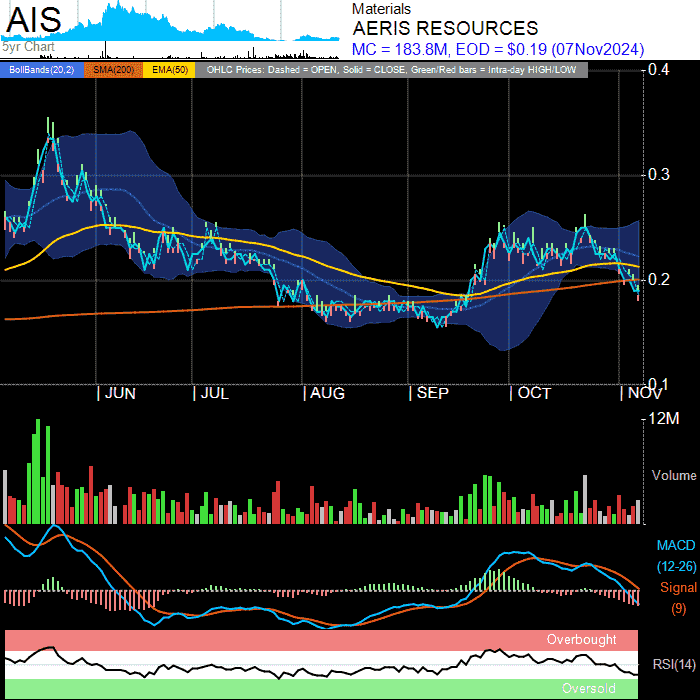 AIS
5yr Chart
Materials
AERIS RESOURCES
MC = 183.8M, EOD = $0.19 (07Nov2024)
BollBands(20,2) SMA(200) EMA(50) OHLC Prices: Dashed = OPEN, Solid = CLOSE, Green/Red bars = Intra-day HIGH/LOW
0.4
0.3
0.2
0.1
JUN JUL AUG SEP OCT NOV
12M
Volume
MACD
(12-26)
Signal
(9)
Overbought
RSI(14)
Oversold